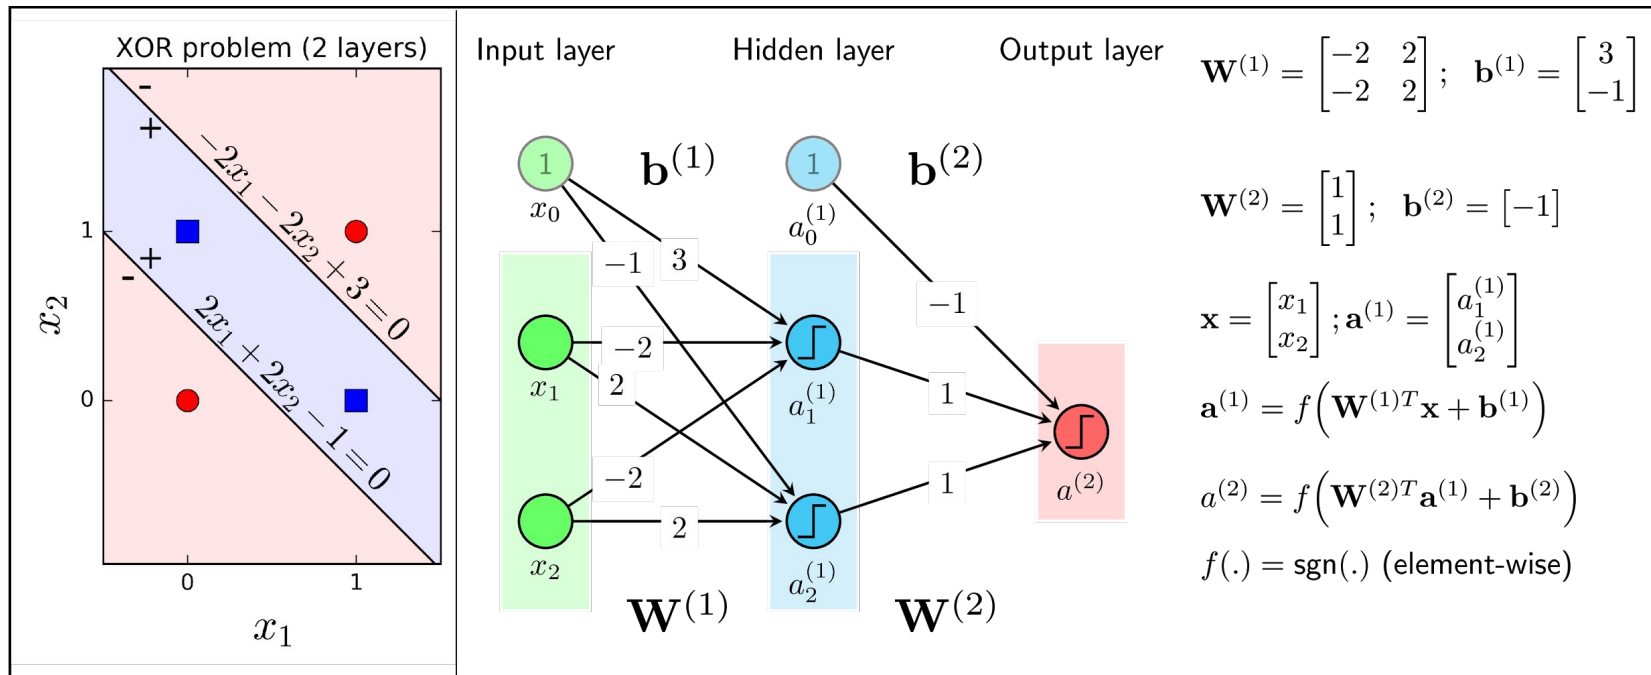 XOR problem (2 layers)
-
+
−2x₁ − 2x₂ + 3 = 0
1
+
-
2x₁ + 2x₂ − 1 = 0
0
x₂
0 1
x₁
Input layer Hidden layer Output layer
b⁽¹⁾ b⁽²⁾
1 1
x₀ a₀⁽¹⁾
−1 3
−1
−2
x₁ a₁⁽¹⁾
2
1
−2
1
a⁽²⁾
2
x₂ a₂⁽¹⁾
W⁽¹⁾ W⁽²⁾
W⁽¹⁾ = [−2 2; −2 2]; b⁽¹⁾ = [3; −1]
W⁽²⁾ = [1; 1]; b⁽²⁾ = [−1]
x = [x₁; x₂]; a⁽¹⁾ = [a₁⁽¹⁾; a₂⁽¹⁾]
a⁽¹⁾ = f(W⁽¹⁾ᵀx + b⁽¹⁾)
a⁽²⁾ = f(W⁽²⁾ᵀa⁽¹⁾ + b⁽²⁾)
f(.) = sgn(.) (element-wise)